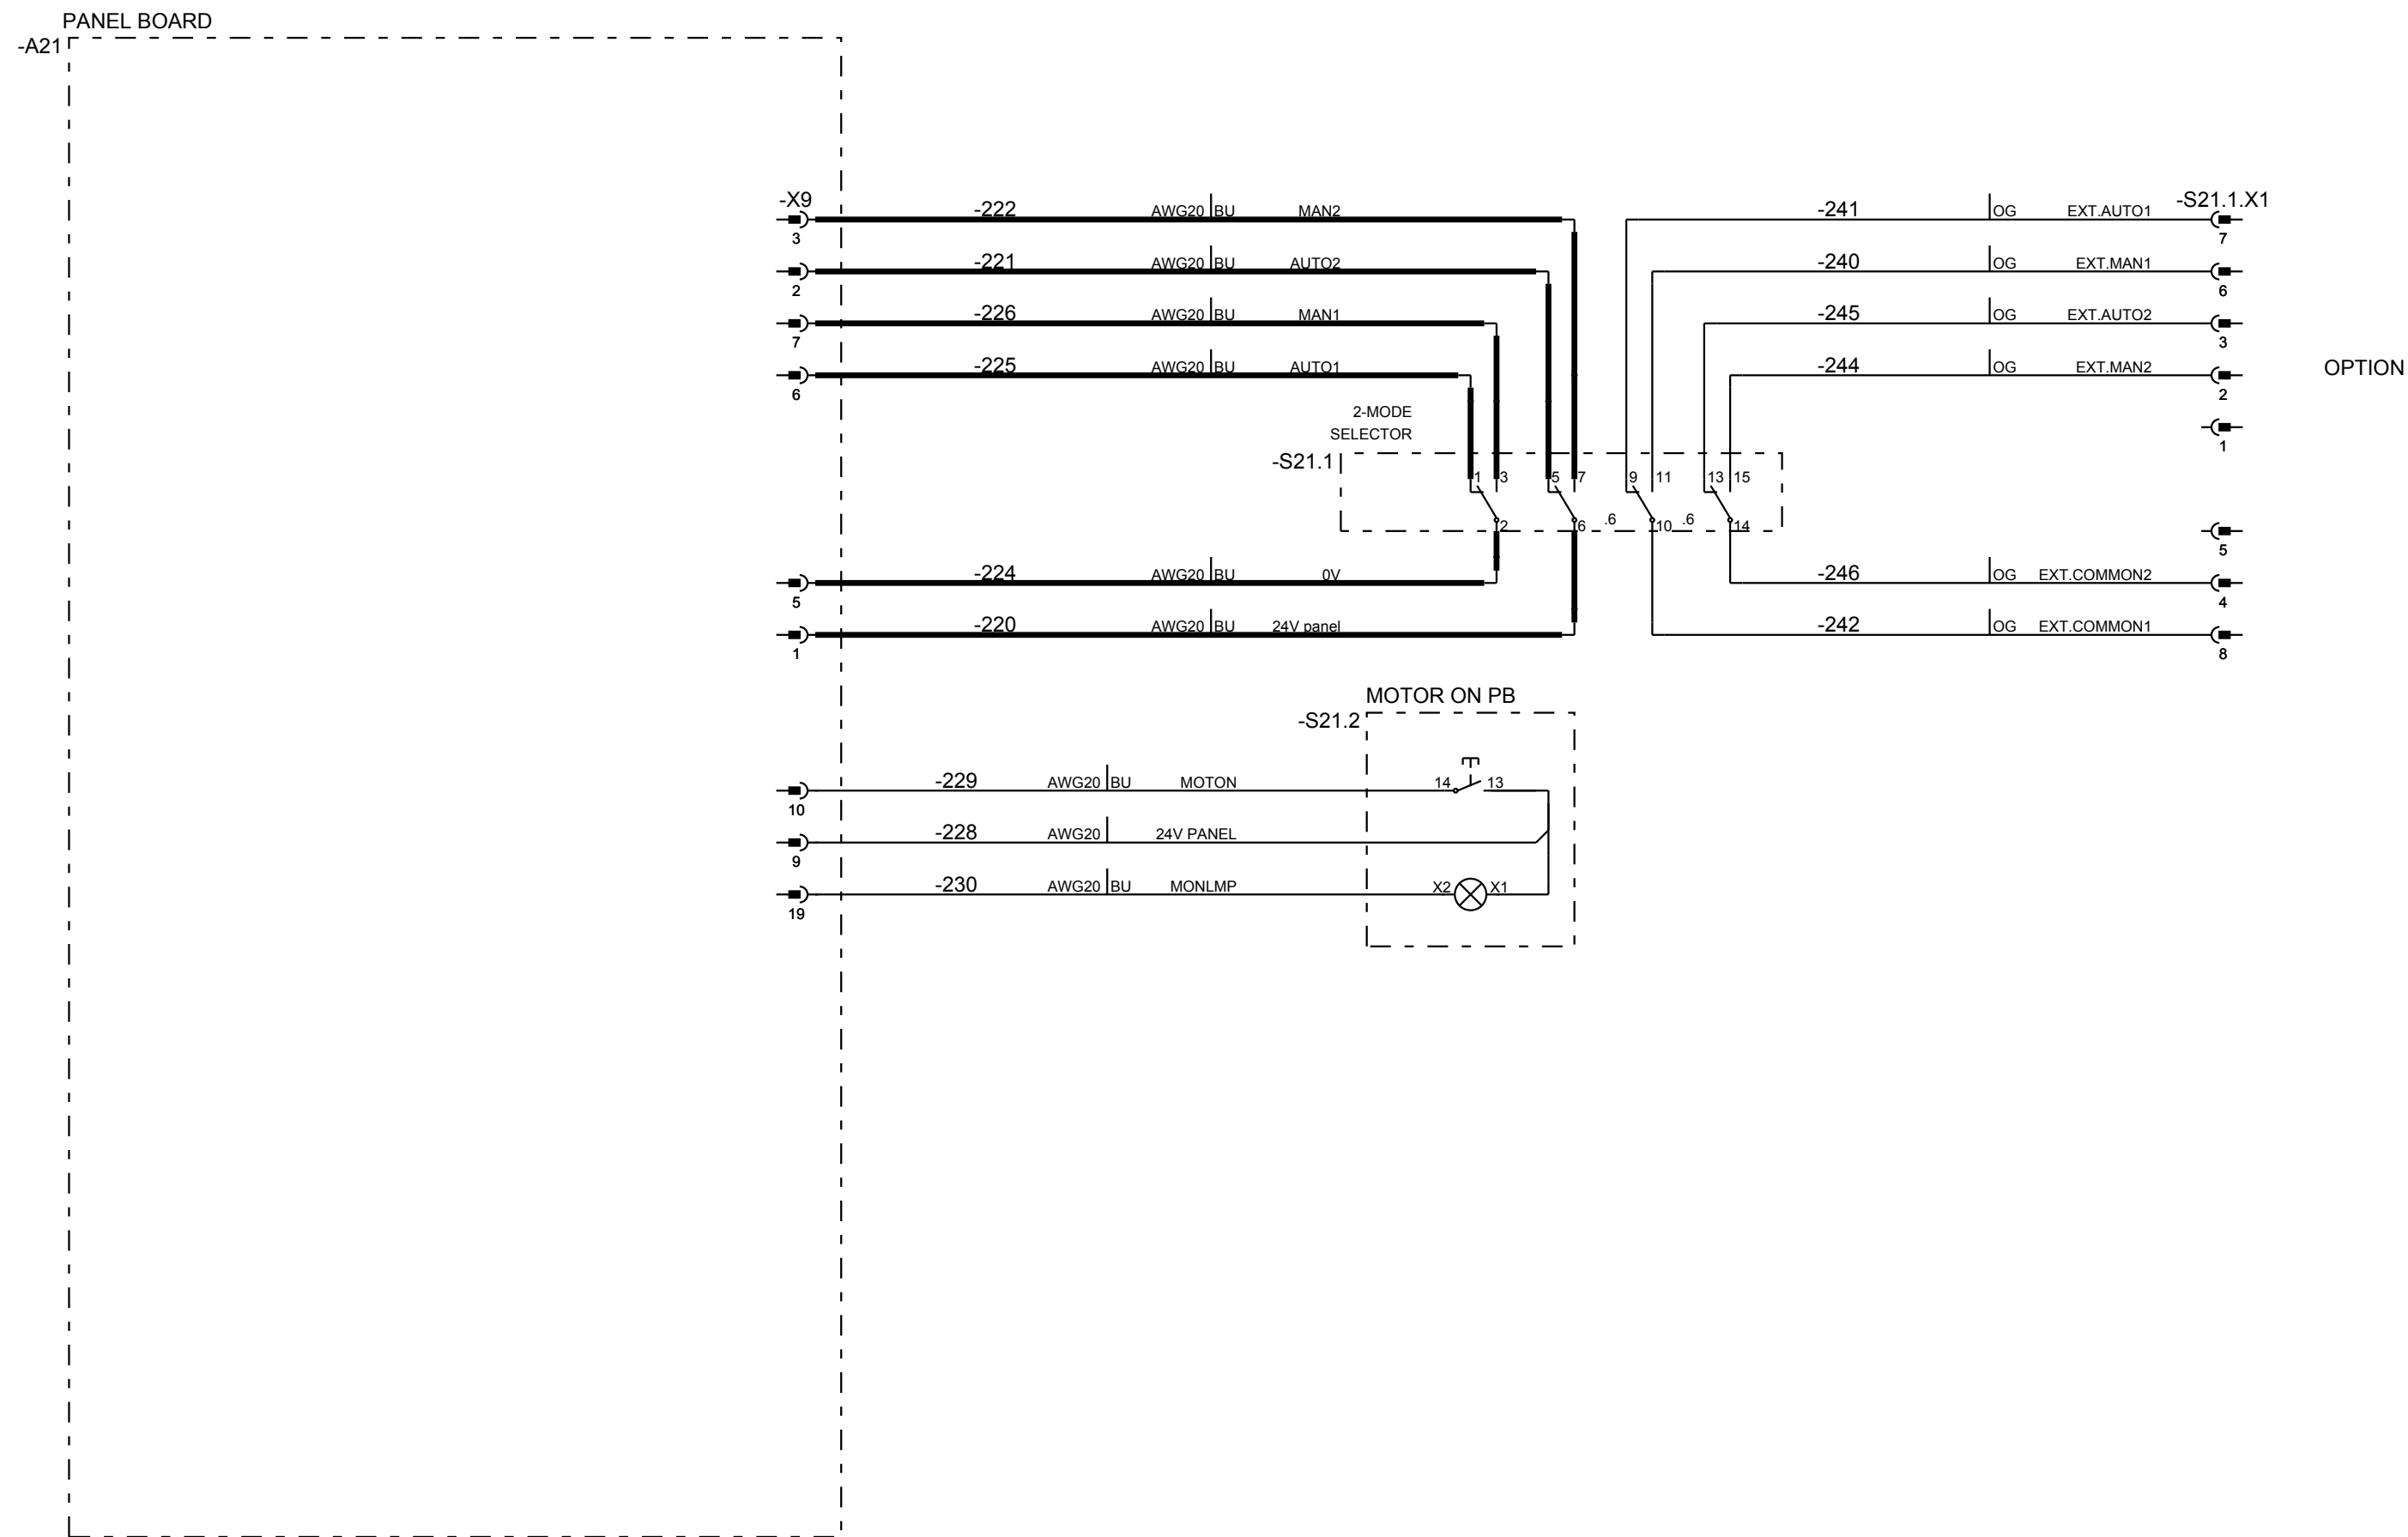 PANEL BOARD
-A21
-X9
-222 AWG20 BU MAN2
3
-221 AWG20 BU AUTO2
2
-226 AWG20 BU MAN1
7
-225 AWG20 BU AUTO1
6
-241 OG EXT.AUTO1
-S21.1.X1
7
-240 OG EXT.MAN1
6
-245 OG EXT.AUTO2
3
-244 OG EXT.MAN2
2
OPTION
1
2-MODE
SELECTOR
-S21.1
1 3 5 7 9 11 13 15
2 6 .6 10 .6 14
5
-224 AWG20 BU 0V
5
-246 OG EXT.COMMON2
4
-220 AWG20 BU 24V panel
1
-242 OG EXT.COMMON1
8
MOTOR ON PB
-S21.2
-229 AWG20 BU MOTON
14 13
10
-228 AWG20 24V PANEL
9
-230 AWG20 BU MONLMP
X2 X1
19